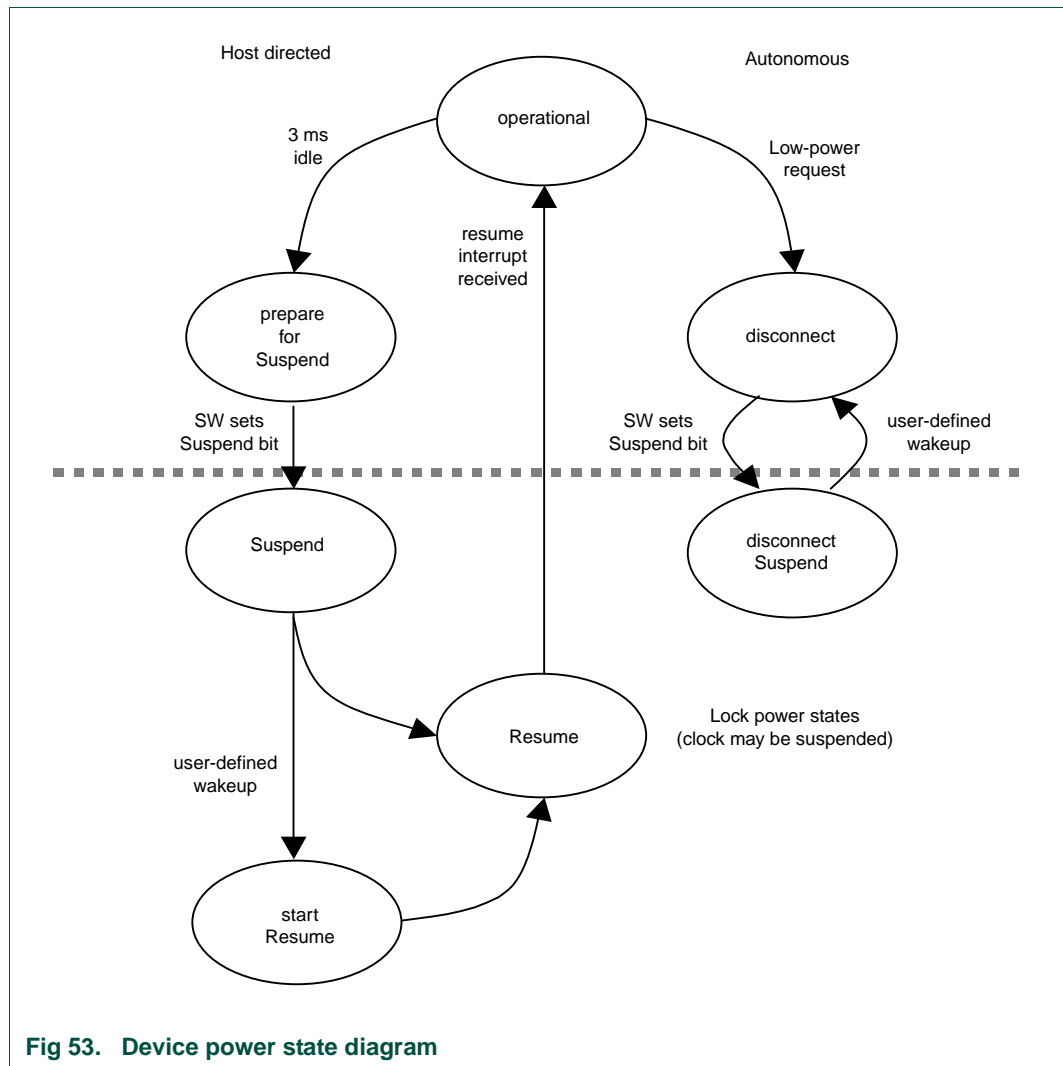 Host directed
Autonomous
operational
3 ms
idle
Low-power
request
resume
interrupt
received
prepare
for
Suspend
disconnect
SW sets
Suspend bit
SW sets
Suspend bit
user-defined
wakeup
Suspend
disconnect
Suspend
Resume
Lock power states
(clock may be suspended)
user-defined
wakeup
start
Resume
Fig 53. Device power state diagram